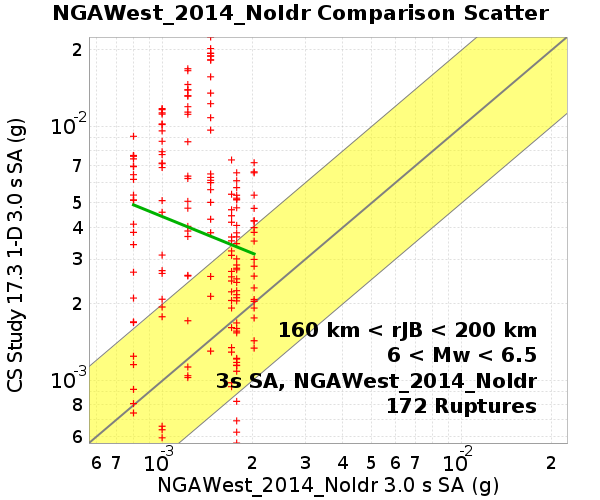 NGAWest_2014_NoIdr Comparison Scatter
CS Study 17.3 1-D 3.0 s SA (g)
2
10-2
7
5
4
3
2
10-3
8
6
160 km < rJB < 200 km
6 < Mw < 6.5
3s SA, NGAWest_2014_NoIdr
172 Ruptures
6 7 10-3 2 3 4 5 6 7 10-2 2
NGAWest_2014_NoIdr 3.0 s SA (g)